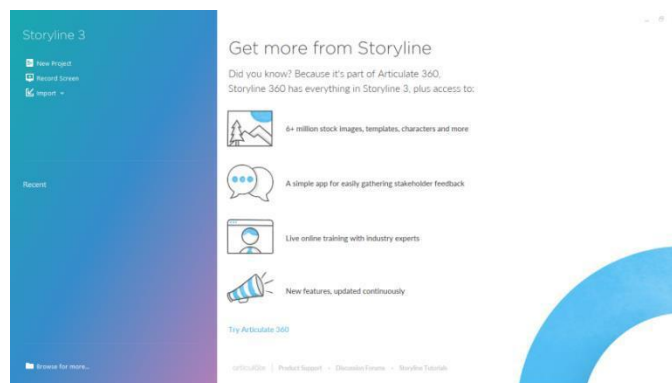 Storyline 3
New Project
Record Screen
Import
Recent
Browse for more...
Get more from Storyline
Did you know? Because it's part of Articulate 360,
Storyline 360 has everything in Storyline 3, plus access to:
6+ million stock images, templates, characters and more
A simple app for easily gathering stakeholder feedback
Live online training with industry experts
New features, updated continuously
Try Articulate 360
articulate | Product Support • Discussion Forums • Storyline Tutorials